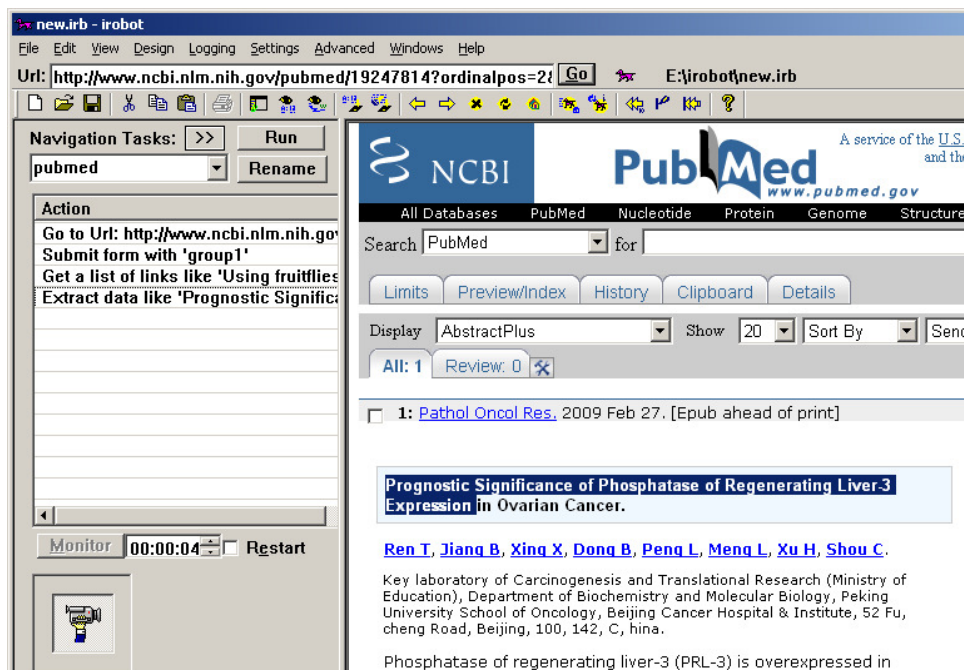 new.irb - irobot
File Edit View Design Logging Settings Advanced Windows Help
Url: http://www.ncbi.nlm.nih.gov/pubmed/19247814?ordinalpos=2& Go E:\irobot\new.irb
Navigation Tasks: >> Run
pubmed Rename
Action
Go to Url: http://www.ncbi.nlm.nih.gov
Submit form with 'group1'
Get a list of links like 'Using fruitflies
Extract data like 'Prognostic Significa
Monitor 00:00:04 Restart
NCBI
PubMed
www.pubmed.gov
A service of the U.S.
and the
All Databases PubMed Nucleotide Protein Genome Structure
Search PubMed for
Limits Preview/Index History Clipboard Details
Display AbstractPlus Show 20 Sort By Send
All: 1 Review: 0
1: Pathol Oncol Res. 2009 Feb 27. [Epub ahead of print]
Prognostic Significance of Phosphatase of Regenerating Liver-3
Expression in Ovarian Cancer.
Ren T, Jiang B, Xing X, Dong B, Peng L, Meng L, Xu H, Shou C.
Key laboratory of Carcinogenesis and Translational Research (Ministry of
Education), Department of Biochemistry and Molecular Biology, Peking
University School of Oncology, Beijing Cancer Hospital & Institute, 52 Fu,
cheng Road, Beijing, 100, 142, C, hina.
Phosphatase of regenerating liver-3 (PRL-3) is overexpressed in